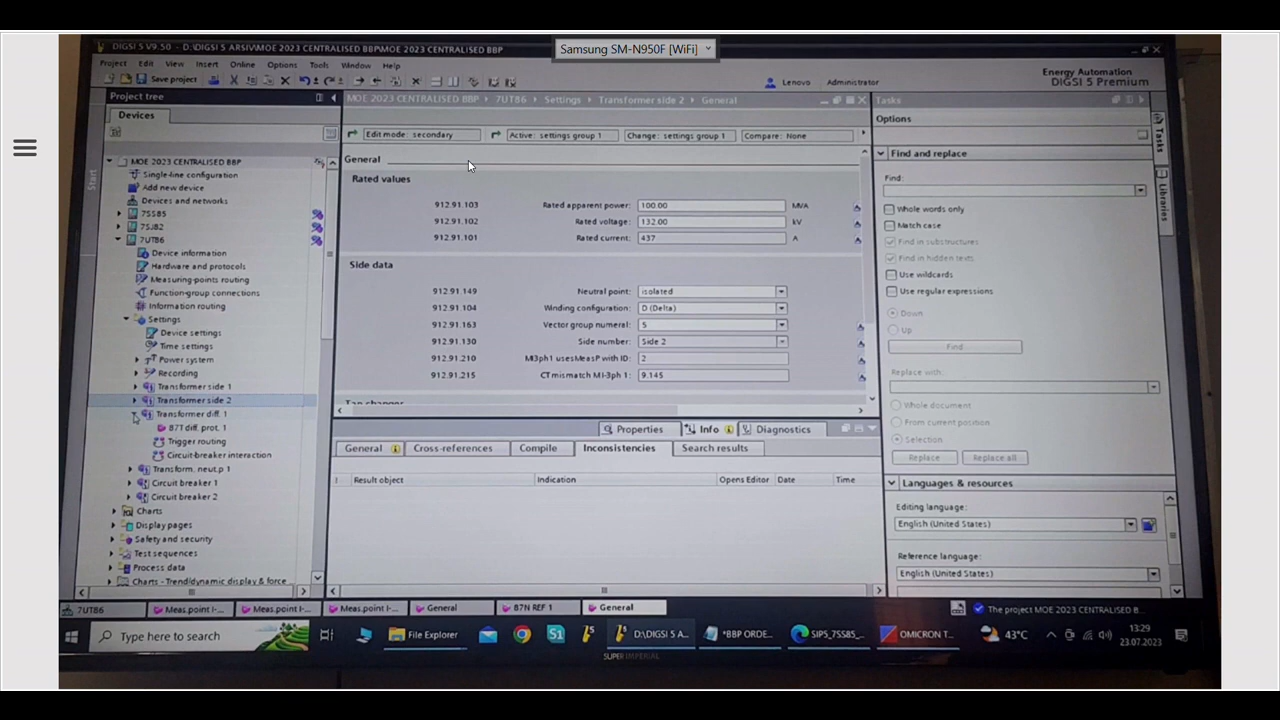 Samsung SM-N950F [WiFi]
DIGSI 5 V9.50 - D:\DIGSI 5 ARSIV\MOE 2023 CENTRALISED BBP\MOE 2023 CENTRALISED BBP
Project Edit View Insert Online Options Tools Window Help
Save project
Lenovo Administrator
Energy Automation
DIGSI 5 Premium
Project tree
Devices
Start
MOE 2023 CENTRALISED BBP
Single-line configuration
Add new device
Devices and networks
7SS85
7SJ82
7UT86
Device information
Hardware and protocols
Measuring-points routing
Function-group connections
Information routing
Settings
Device settings
Time settings
Power system
Recording
Transformer side 1
Transformer side 2
Transformer diff. 1
87T diff. prot. 1
Trigger routing
Circuit-breaker interaction
Transform. neut.p 1
Circuit breaker 1
Circuit breaker 2
Charts
Display pages
Safety and security
Test sequences
Process data
Charts - Trend/dynamic display & force
MOE 2023 CENTRALISED BBP 7UT86 Settings Transformer side 2 General
Edit mode: secondary Active: settings group 1 Change: settings group 1 Compare: None
General
Rated values
912.91.103 Rated apparent power: 100.00 MVA
912.91.102 Rated voltage: 132.00 kV
912.91.101 Rated current: 437 A
Side data
912.91.149 Neutral point: isolated
912.91.104 Winding configuration: D (Delta)
912.91.163 Vector group numeral: 5
912.91.130 Side number: Side 2
912.91.210 MI3ph1 usesMeasP with ID: 2
912.91.215 CT mismatch MI-3ph 1: 9.145
Tap changer
Properties Info Diagnostics
General Cross-references Compile Inconsistencies Search results
! Result object Indication Opens Editor Date Time
Tasks
Options
Find and replace
Find:
Whole words only
Match case
Find in substructures
Find in hidden texts
Use wildcards
Use regular expressions
Down
Up
Find
Replace with:
Whole document
From current position
Selection
Replace Replace all
Languages & resources
Editing language:
English (United States)
Reference language:
English (United States)
Tasks
Libraries
7UT86 Meas.point I-... Meas.point I-... Meas.point I-... General 87N REF 1 General
The project MOE 2023 CENTRALISED B...
Type here to search
File Explorer
D:\DIGSI 5 A...
*BBP ORDE...
SIP5_7SS85_...
OMICRON T...
43°C
13:29
23.07.2023
SUPER IMPERIAL